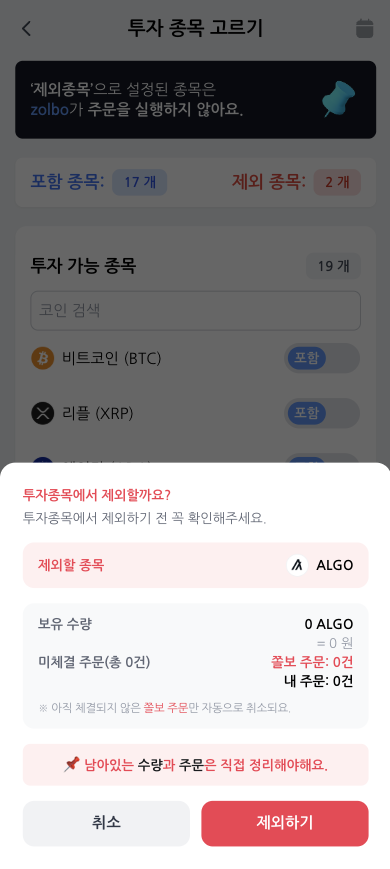 투자 종목 고르기
‘제외종목’으로 설정된 종목은
zolbo가 주문을 실행하지 않아요.
포함 종목: 17 개 제외 종목: 2 개
투자 가능 종목 19 개
코인 검색
비트코인 (BTC) 포함
리플 (XRP) 포함
투자종목에서 제외할까요?
투자종목에서 제외하기 전 꼭 확인해주세요.
제외할 종목 ALGO
보유 수량 0 ALGO
= 0 원
미체결 주문(총 0건) 쫄보 주문: 0건
내 주문: 0건
※ 아직 체결되지 않은 쫄보 주문만 자동으로 취소되요.
남아있는 수량과 주문은 직접 정리해야해요.
취소 제외하기